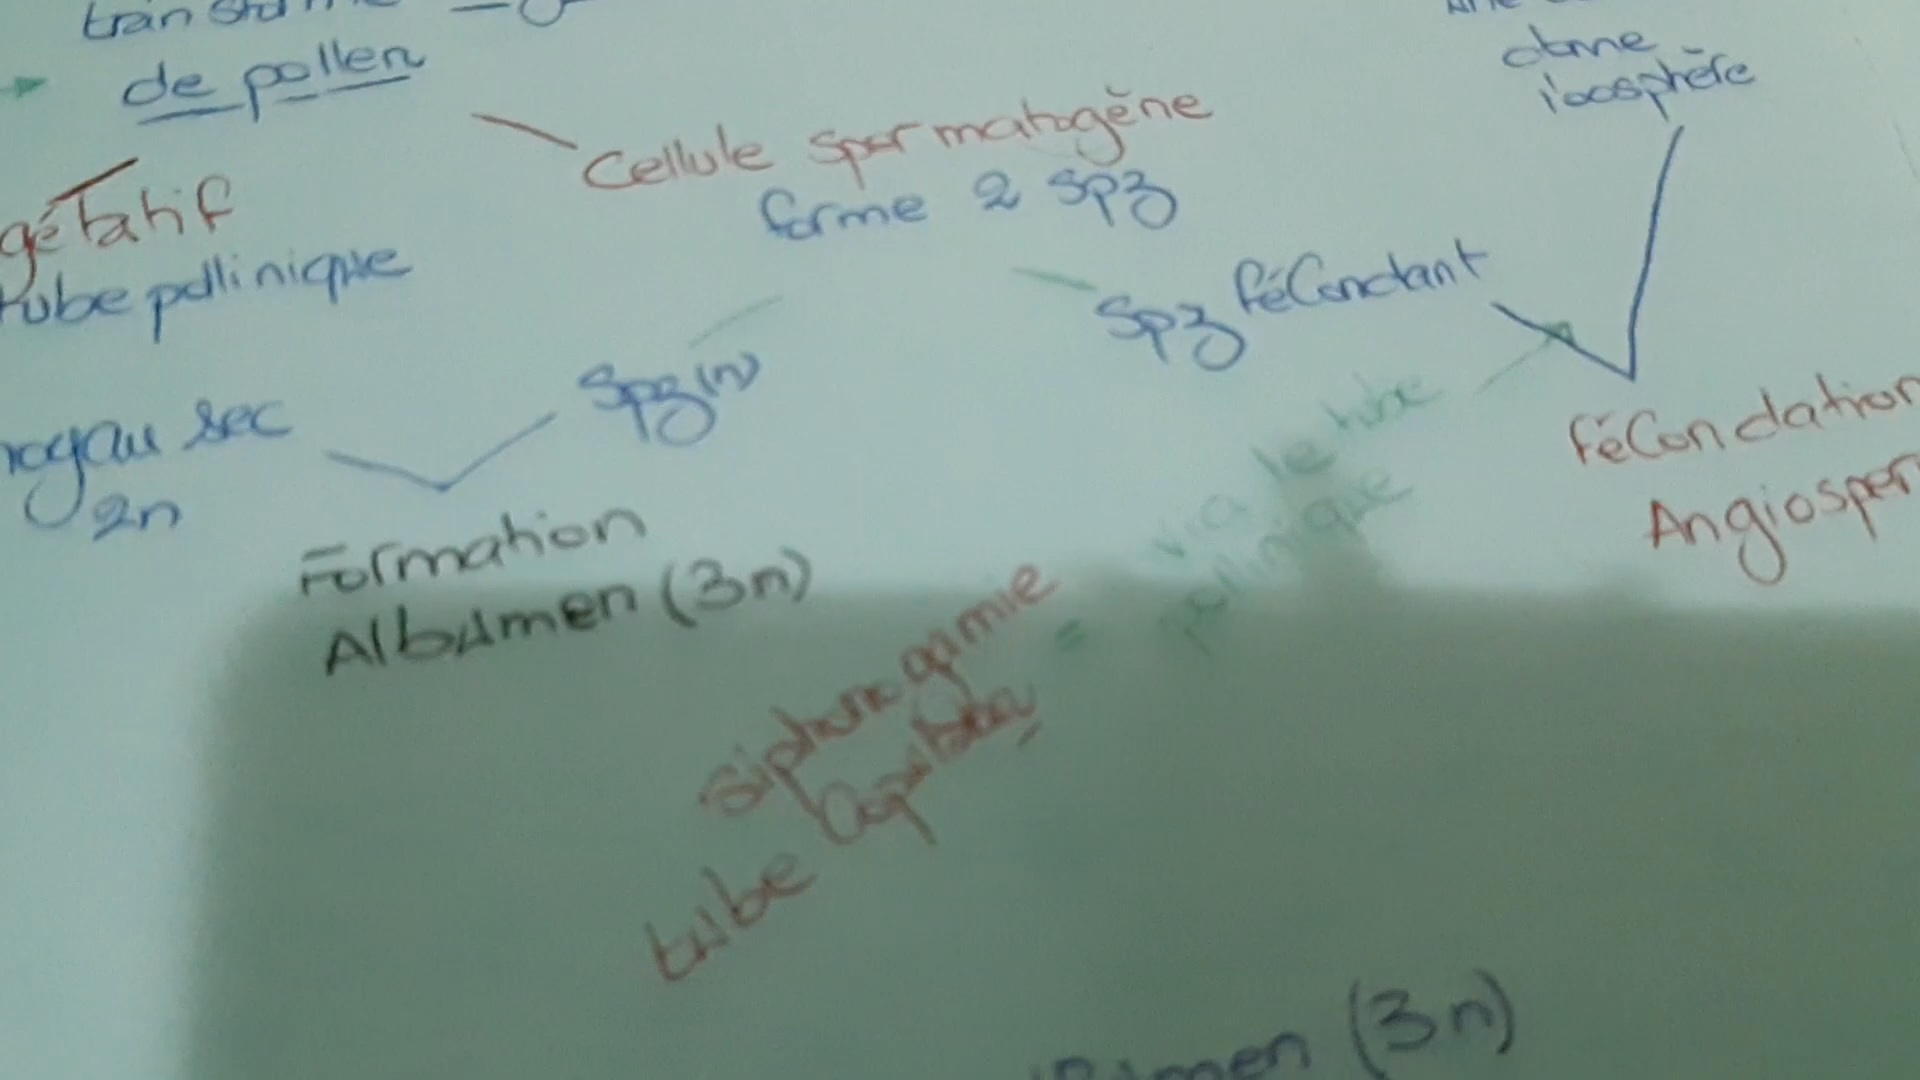 de pollen
donne
l'oosphère
Cellule spermatogène
forme 2 Spz
gétatif
tube pollinique
Spz féCondant
Spz (n)
noyau sec
2n
Formation
Albumen (3n)
via le tube
pollinique
féCondation
Angiosper
siphonogamie =
tube
men (3n)